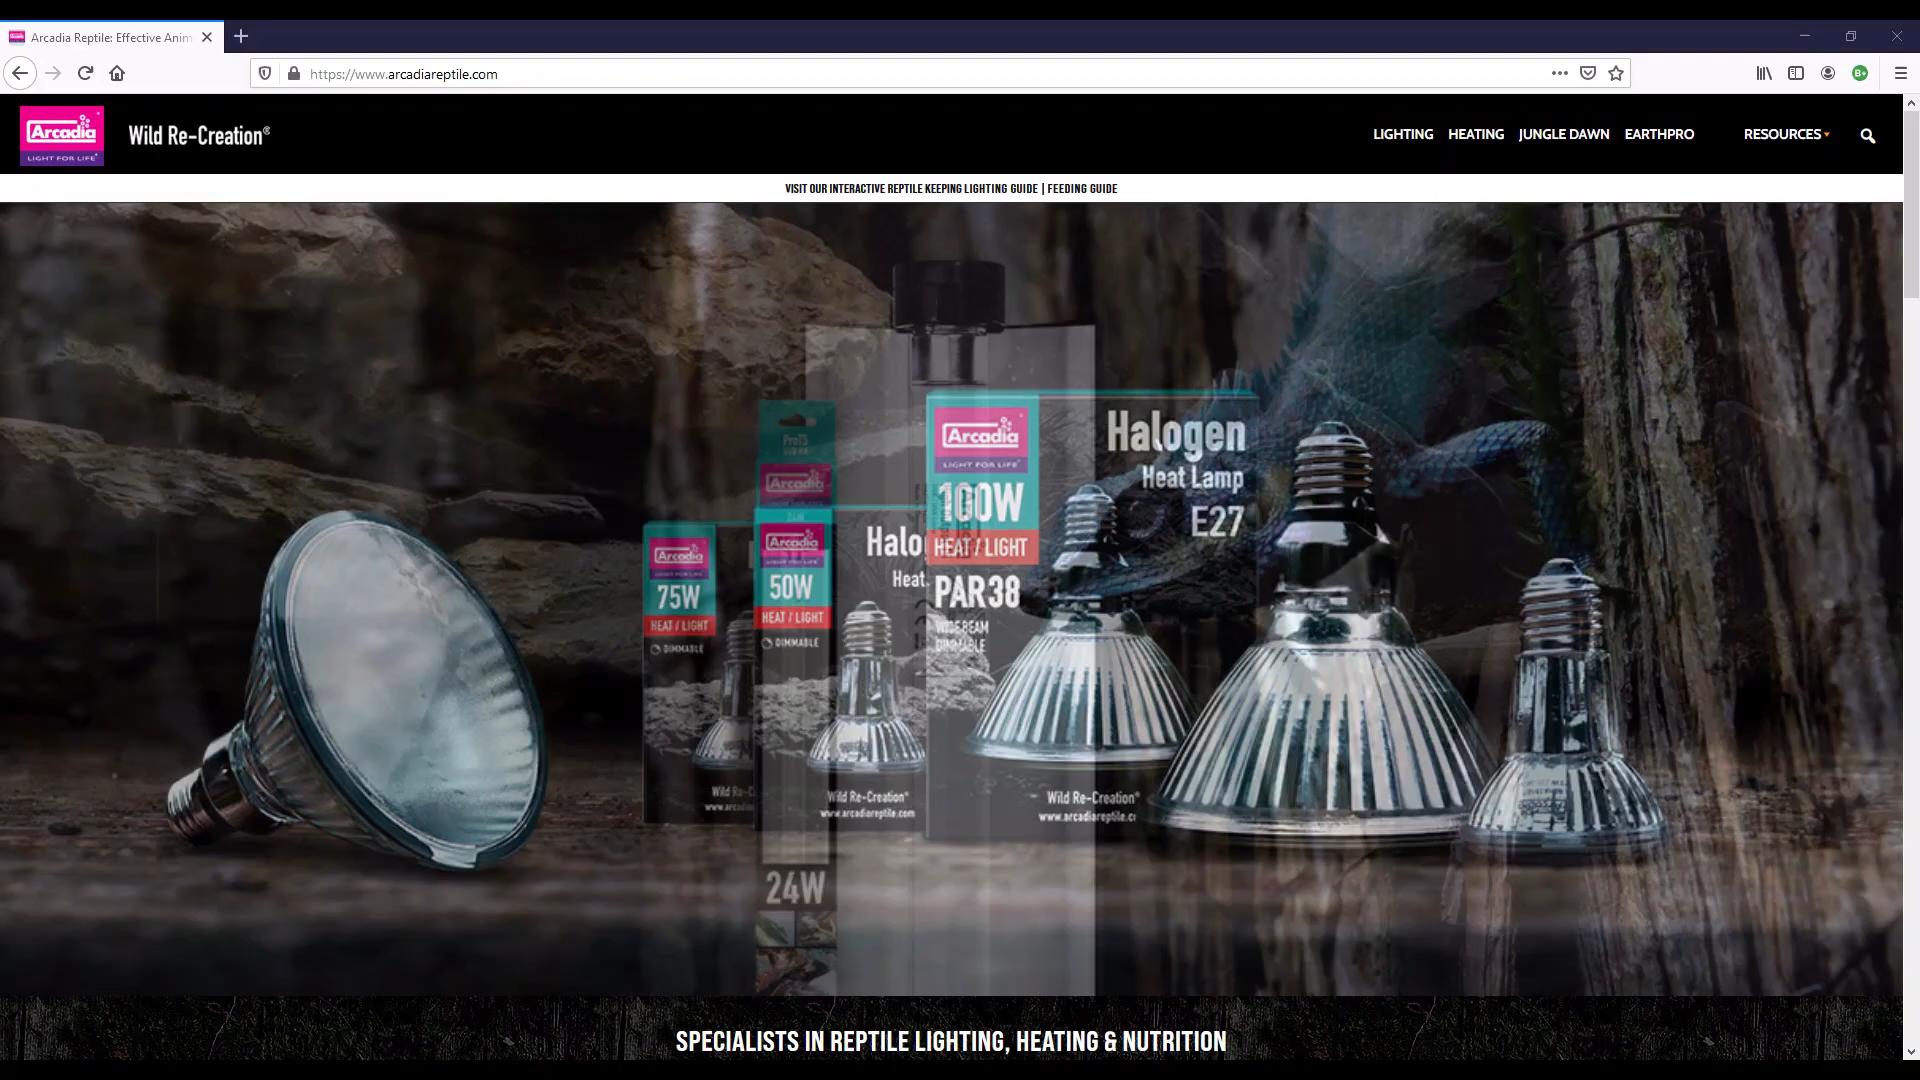 Arcadia Reptile: Effective Anim
https://www.arcadiareptile.com
Arcadia
LIGHT FOR LIFE
Wild Re-Creation®
LIGHTING HEATING JUNGLE DAWN EARTHPRO RESOURCES
VISIT OUR INTERACTIVE REPTILE KEEPING LIGHTING GUIDE | FEEDING GUIDE
ProT5
Arcadia
24W
Arcadia
75W
HEAT / LIGHT
DIMMABLE
Arcadia
50W
HEAT / LIGHT
DIMMABLE
Halo
Heat
Wild Re-Creation®
www.arcadiareptile.com
Arcadia
LIGHT FOR LIFE
100W
HEAT / LIGHT
PAR38
WIDE BEAM
DIMMABLE
Halogen
Heat Lamp
E27
Wild Re-Creation®
www.arcadiareptile.c
SPECIALISTS IN REPTILE LIGHTING, HEATING & NUTRITION